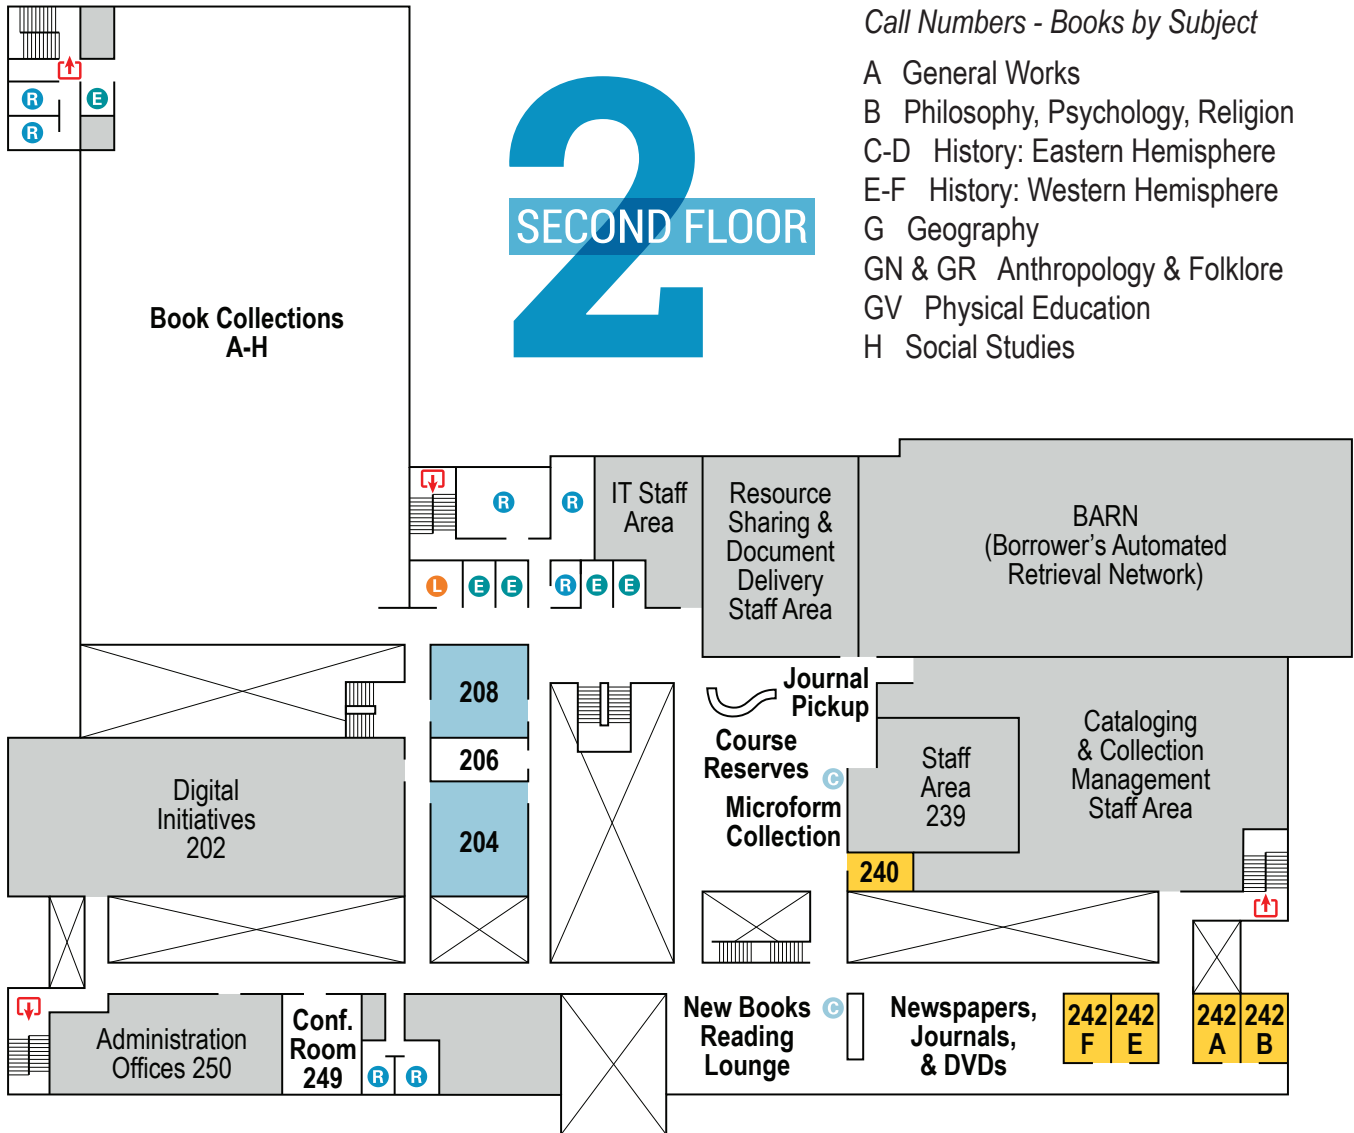 Call Numbers - Books by Subject
A General Works
B Philosophy, Psychology, Religion
C-D History: Eastern Hemisphere
E-F History: Western Hemisphere
G Geography
GN & GR Anthropology & Folklore
GV Physical Education
H Social Studies
2
SECOND FLOOR
R
E
R
Book Collections
A-H
R
R
IT Staff
Area
Resource
Sharing &
Document
Delivery
Staff Area
BARN
(Borrower's Automated
Retrieval Network)
L
E
E
R
E
E
208
206
204
Journal
Pickup
Course
Reserves
C
Microform
Collection
Staff
Area
239
Cataloging
& Collection
Management
Staff Area
240
Digital
Initiatives
202
Administration
Offices 250
Conf.
Room
249
R
R
New Books
Reading
Lounge
C
Newspapers,
Journals,
& DVDs
242
F
242
E
242
A
242
B